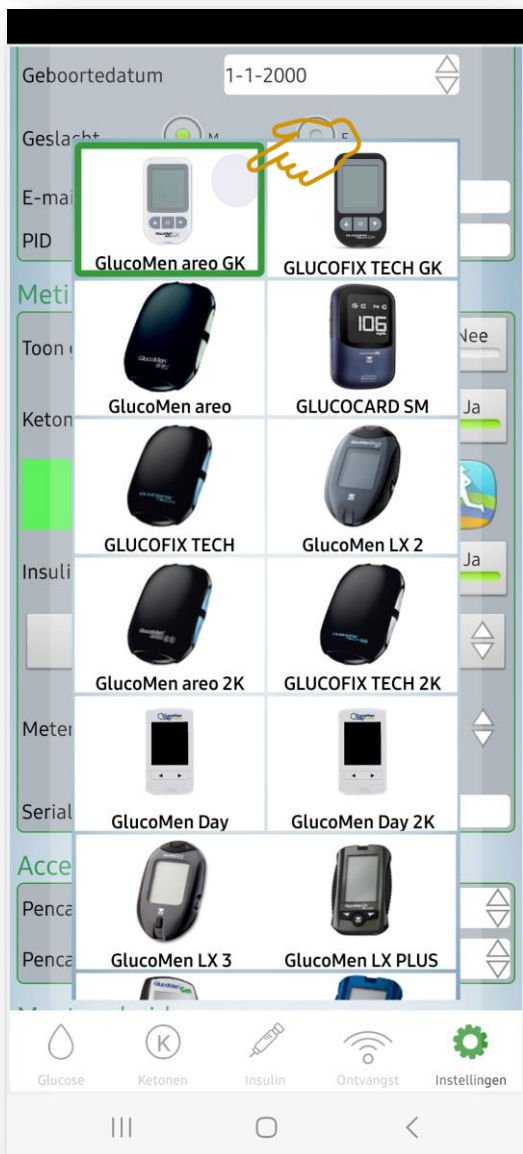 Geboortedatum 1-1-2000
Geslacht M F
E-mai
PID
GlucoMen areo GK GLUCOFIX TECH GK
Meti
Toon Nee
GlucoMen areo GLUCOCARD SM
Keton Ja
GLUCOFIX TECH GlucoMen LX 2
Insuli Ja
GlucoMen areo 2K GLUCOFIX TECH 2K
Meter
Serial
GlucoMen Day GlucoMen Day 2K
Acce
Penca
Penca
GlucoMen LX 3 GlucoMen LX PLUS
Glucose Ketonen Insulin Ontvangst Instellingen